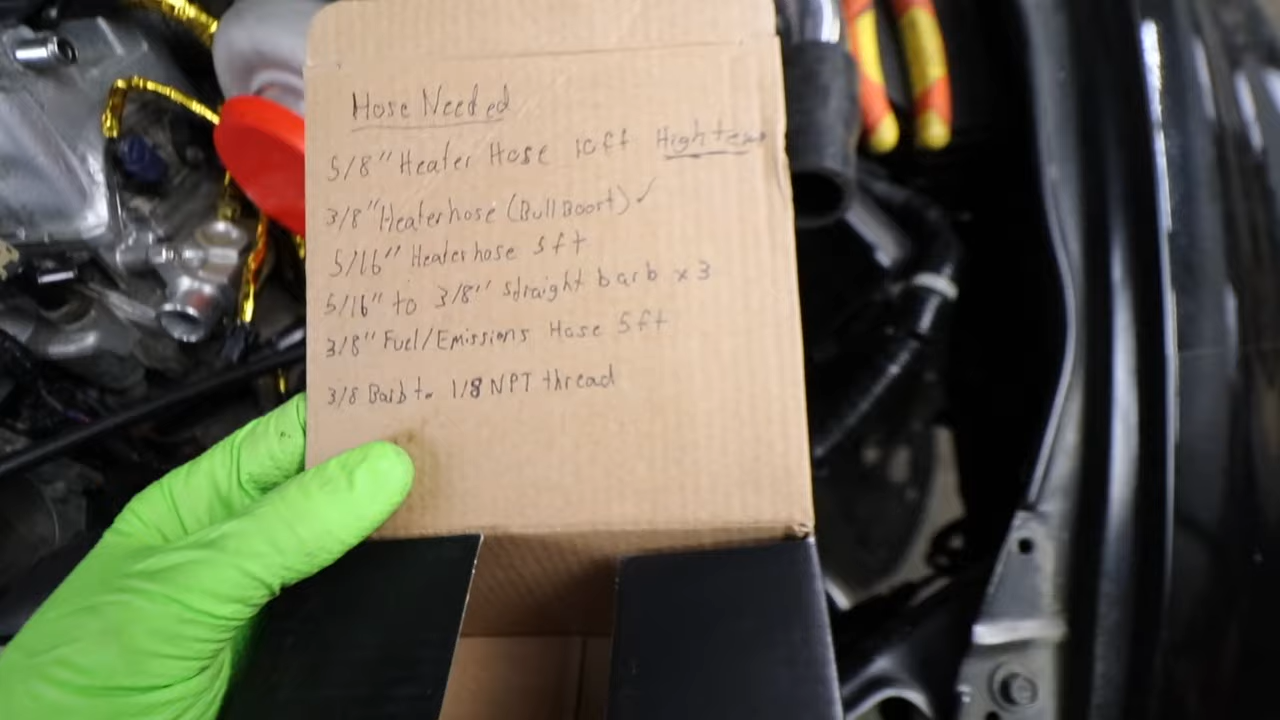 Hose Needed
5/8" Heater Hose 10ft High temp
3/8" Heaterhose (Bull Boort) ✓
5/16" Heaterhose 5ft
5/16" to 3/8" straight barb x 3
3/8" Fuel/Emissions Hose 5ft
3/8 Barb to 1/8 NPT thread